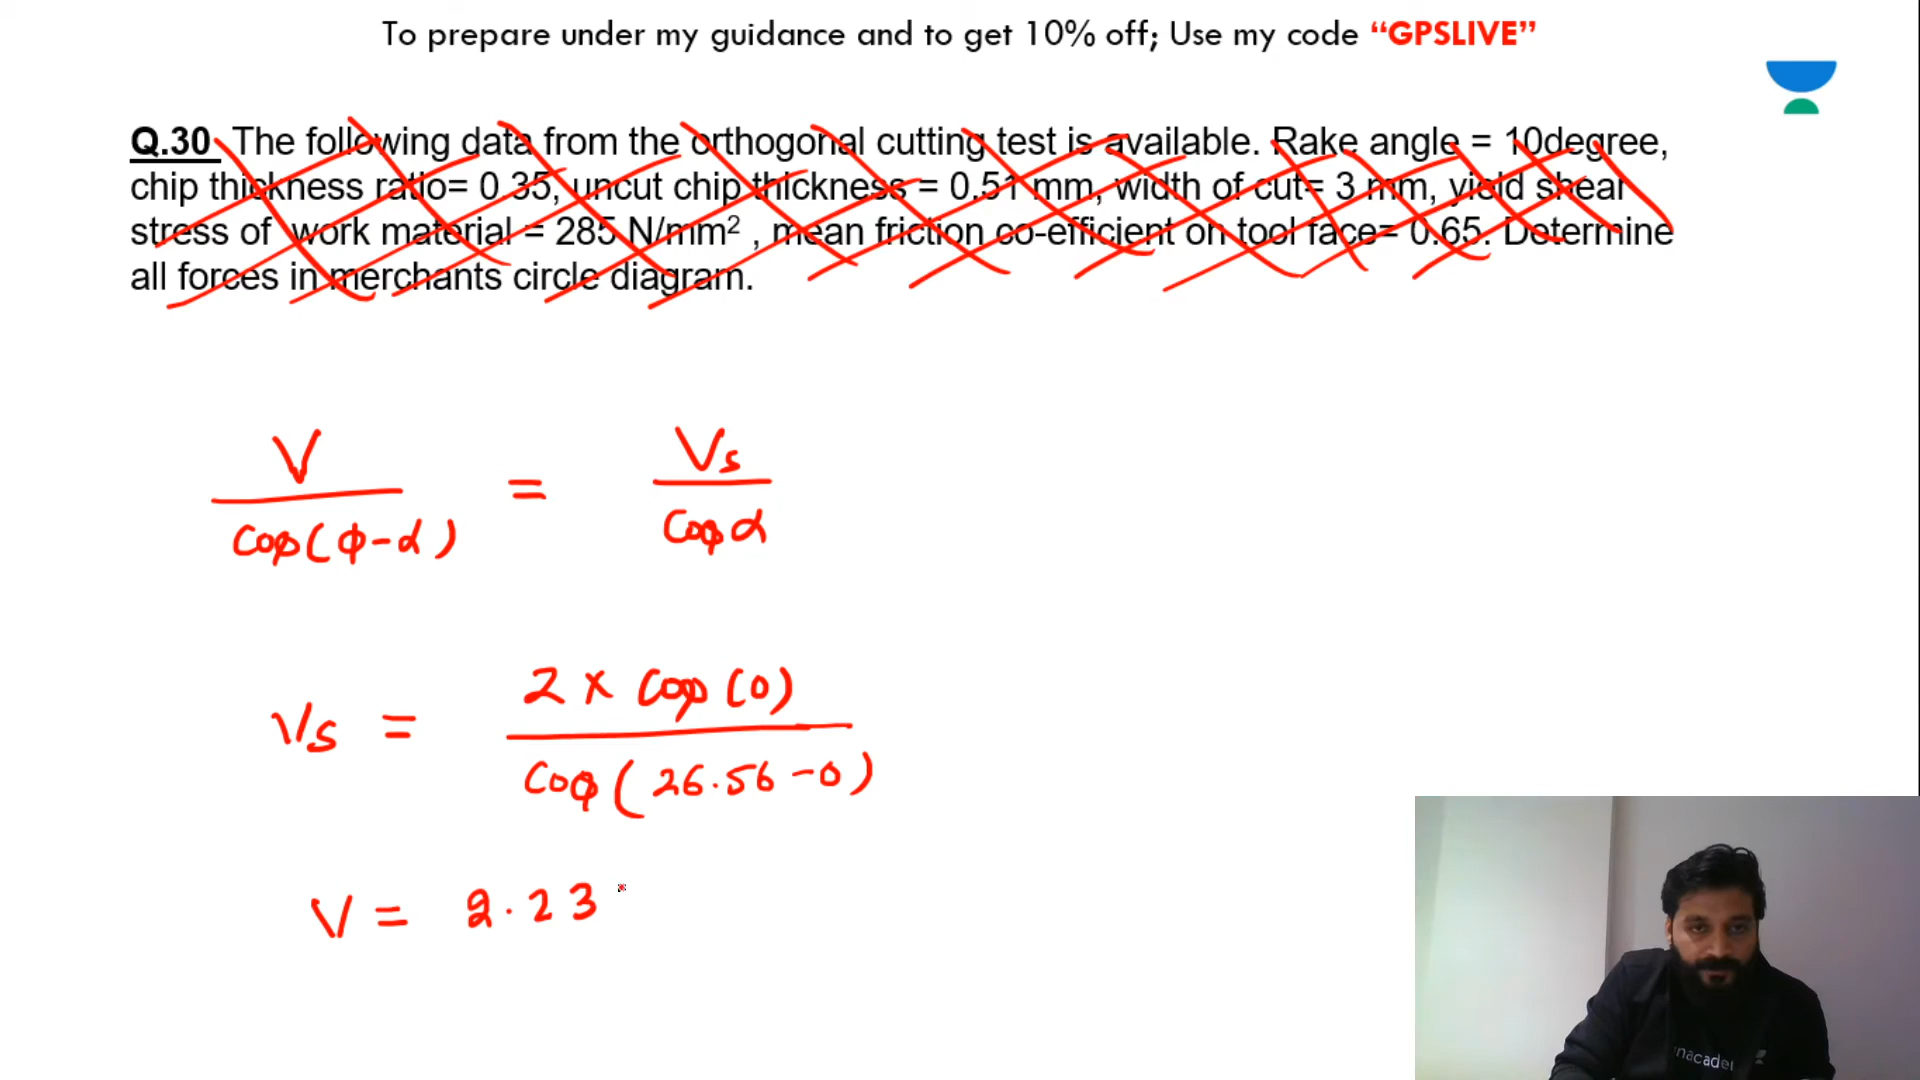 To prepare under my guidance and to get 10% off; Use my code “GPSLIVE”
Q.30 The following data from the orthogonal cutting test is available. Rake angle = 10degree,
chip thickness ratio= 0.35, uncut chip thickness = 0.51 mm, width of cut= 3 mm, yield shear
stress of work material = 285 N/mm² , mean friction co-efficient on tool face= 0.65. Determine
all forces in merchants circle diagram.
V / cos(φ-α) = Vs / cosα
Vs = 2 x cos(0) / cos(26.56-0)
V = 2.23